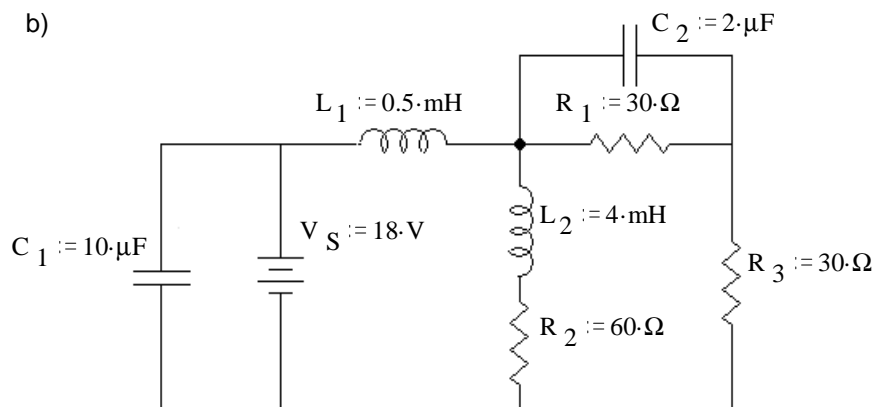 b)
C 2 := 2·μF
L 1 := 0.5·mH
R 1 := 30·Ω
L 2 := 4·mH
V S := 18·V
C 1 := 10·μF
R 3 := 30·Ω
R 2 := 60·Ω